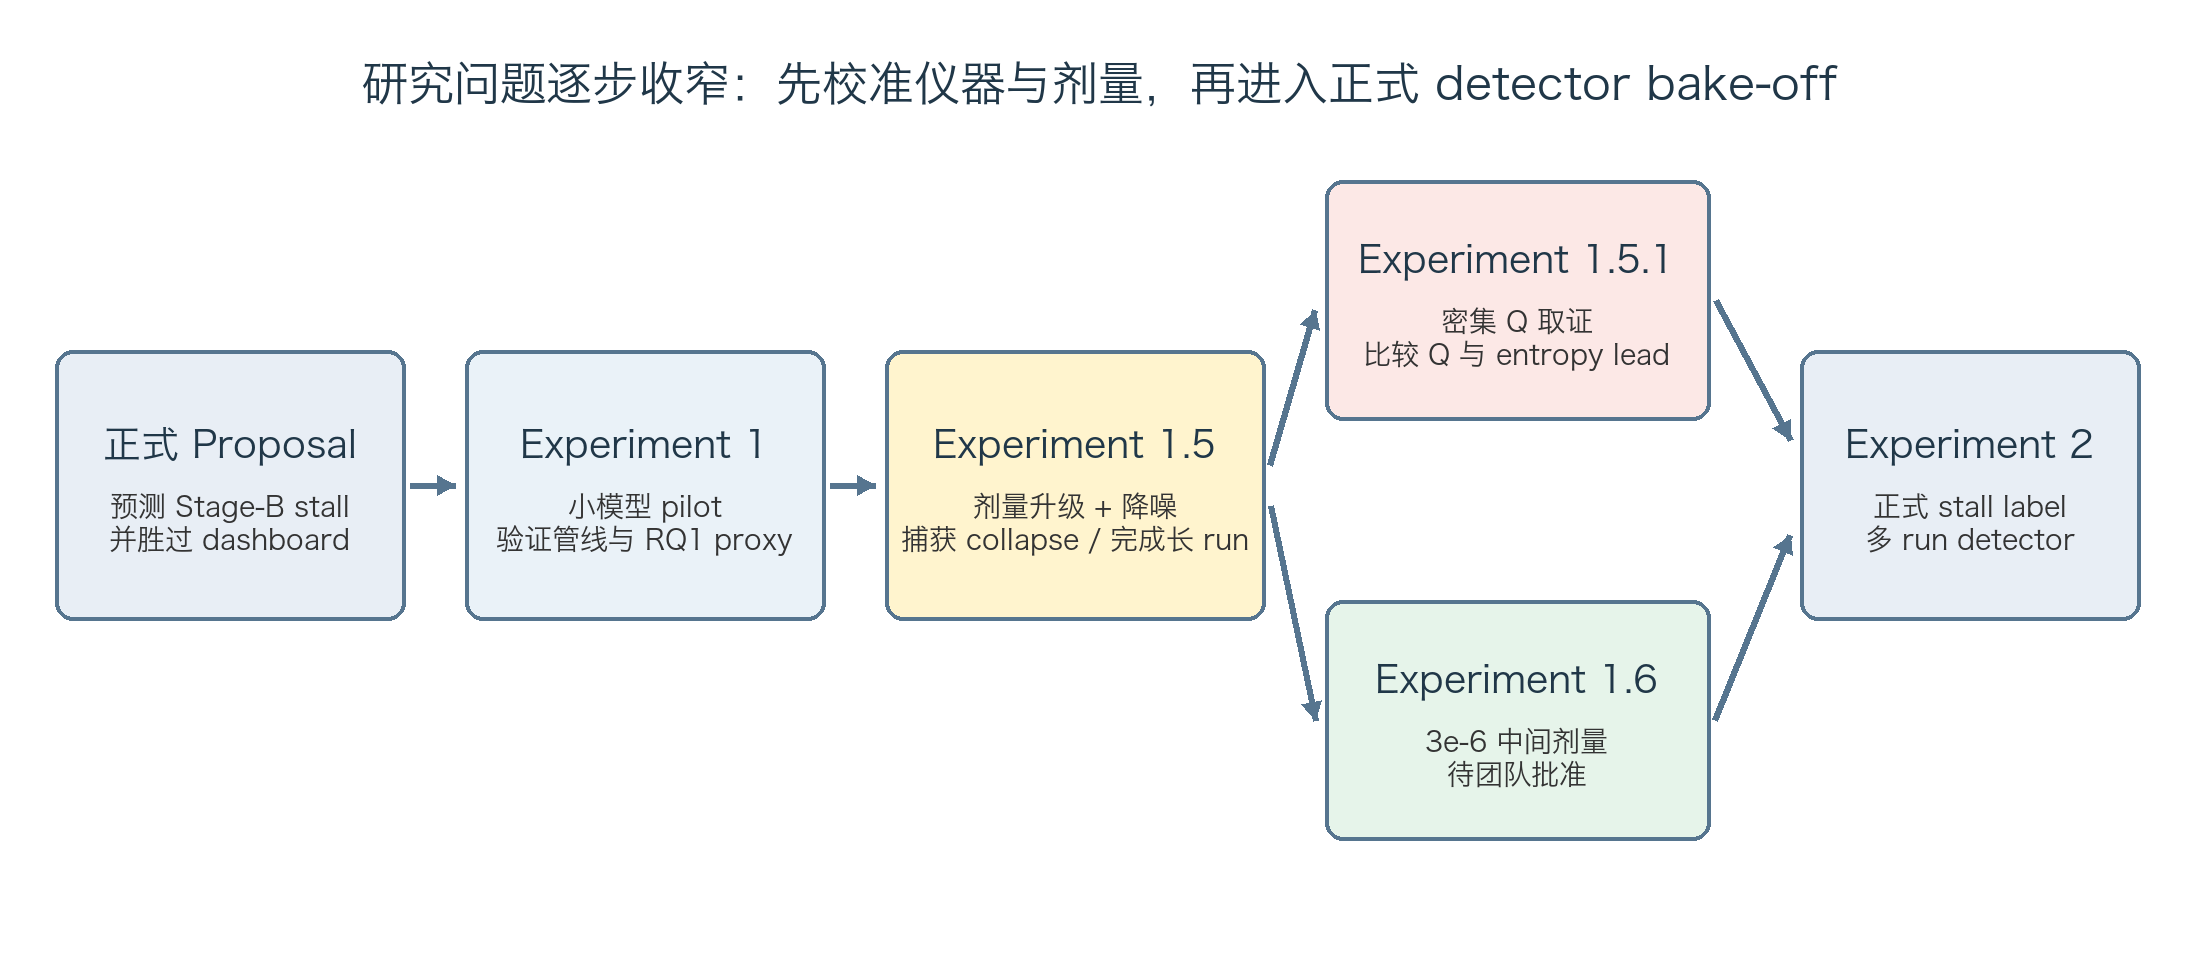 研究问题逐步收窄：先校准仪器与剂量，再进入正式 detector bake-off
正式 Proposal
预测 Stage-B stall
并胜过 dashboard
Experiment 1
小模型 pilot
验证管线与 RQ1 proxy
Experiment 1.5
剂量升级 + 降噪
捕获 collapse / 完成长 run
Experiment 1.5.1
密集 Q 取证
比较 Q 与 entropy lead
Experiment 1.6
3e-6 中间剂量
待团队批准
Experiment 2
正式 stall label
多 run detector